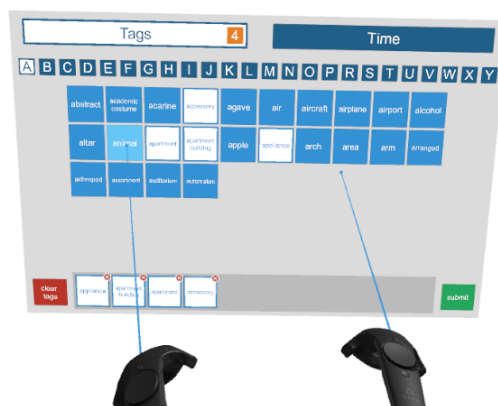 Tags 4 Time
A B C D E F G H I J K L M N O P R S T U V W X Y
abstract academic costume acarine accessory agave air aircraft airplane airport alcohol
altar animal apartment apartment building apple appliance arch area arm arranged
arthropod assortment auditorium automaton
clear tags appliance apartment building apartment accessory submit